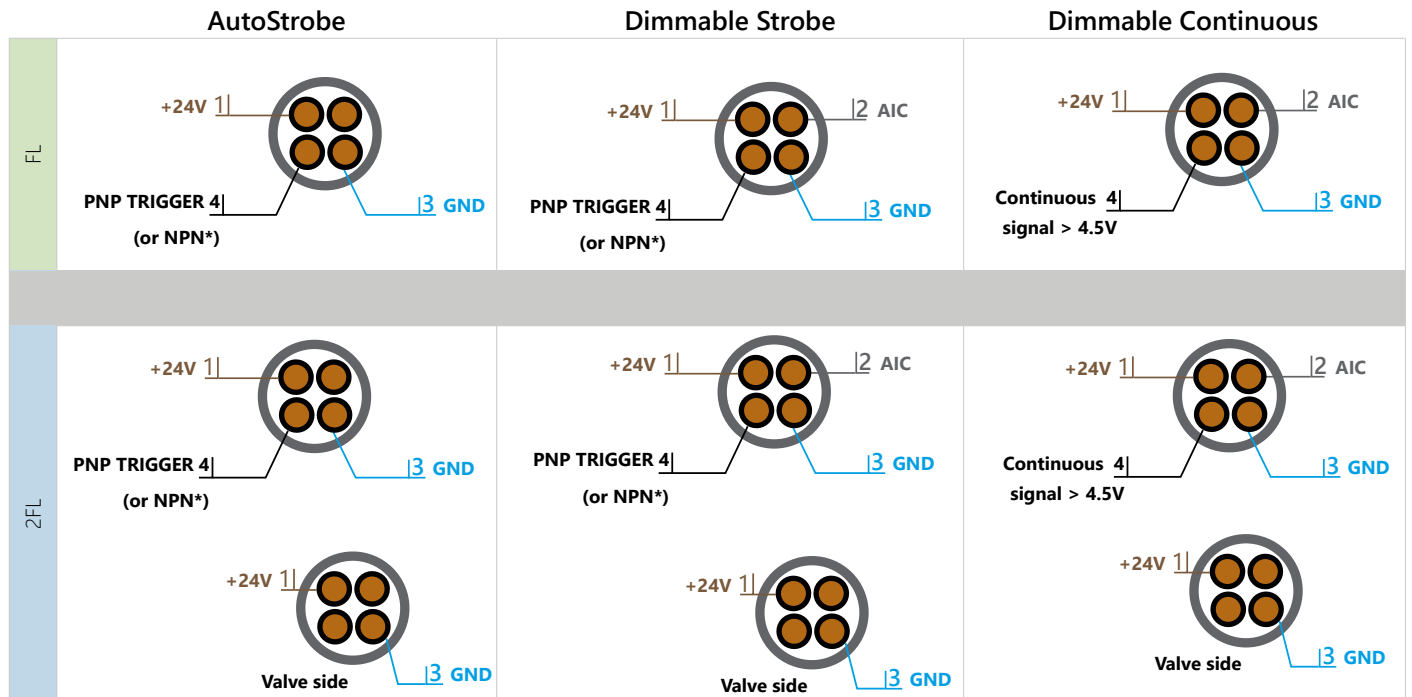 AutoStrobe
Dimmable Strobe
Dimmable Continuous
FL
+24V 1
PNP TRIGGER 4
(or NPN*)
3 GND
+24V 1
2 AIC
PNP TRIGGER 4
(or NPN*)
3 GND
+24V 1
2 AIC
Continuous 4
signal > 4.5V
3 GND
2FL
+24V 1
PNP TRIGGER 4
(or NPN*)
3 GND
+24V 1
3 GND
Valve side
+24V 1
2 AIC
PNP TRIGGER 4
(or NPN*)
3 GND
+24V 1
3 GND
Valve side
+24V 1
2 AIC
Continuous 4
signal > 4.5V
3 GND
+24V 1
3 GND
Valve side